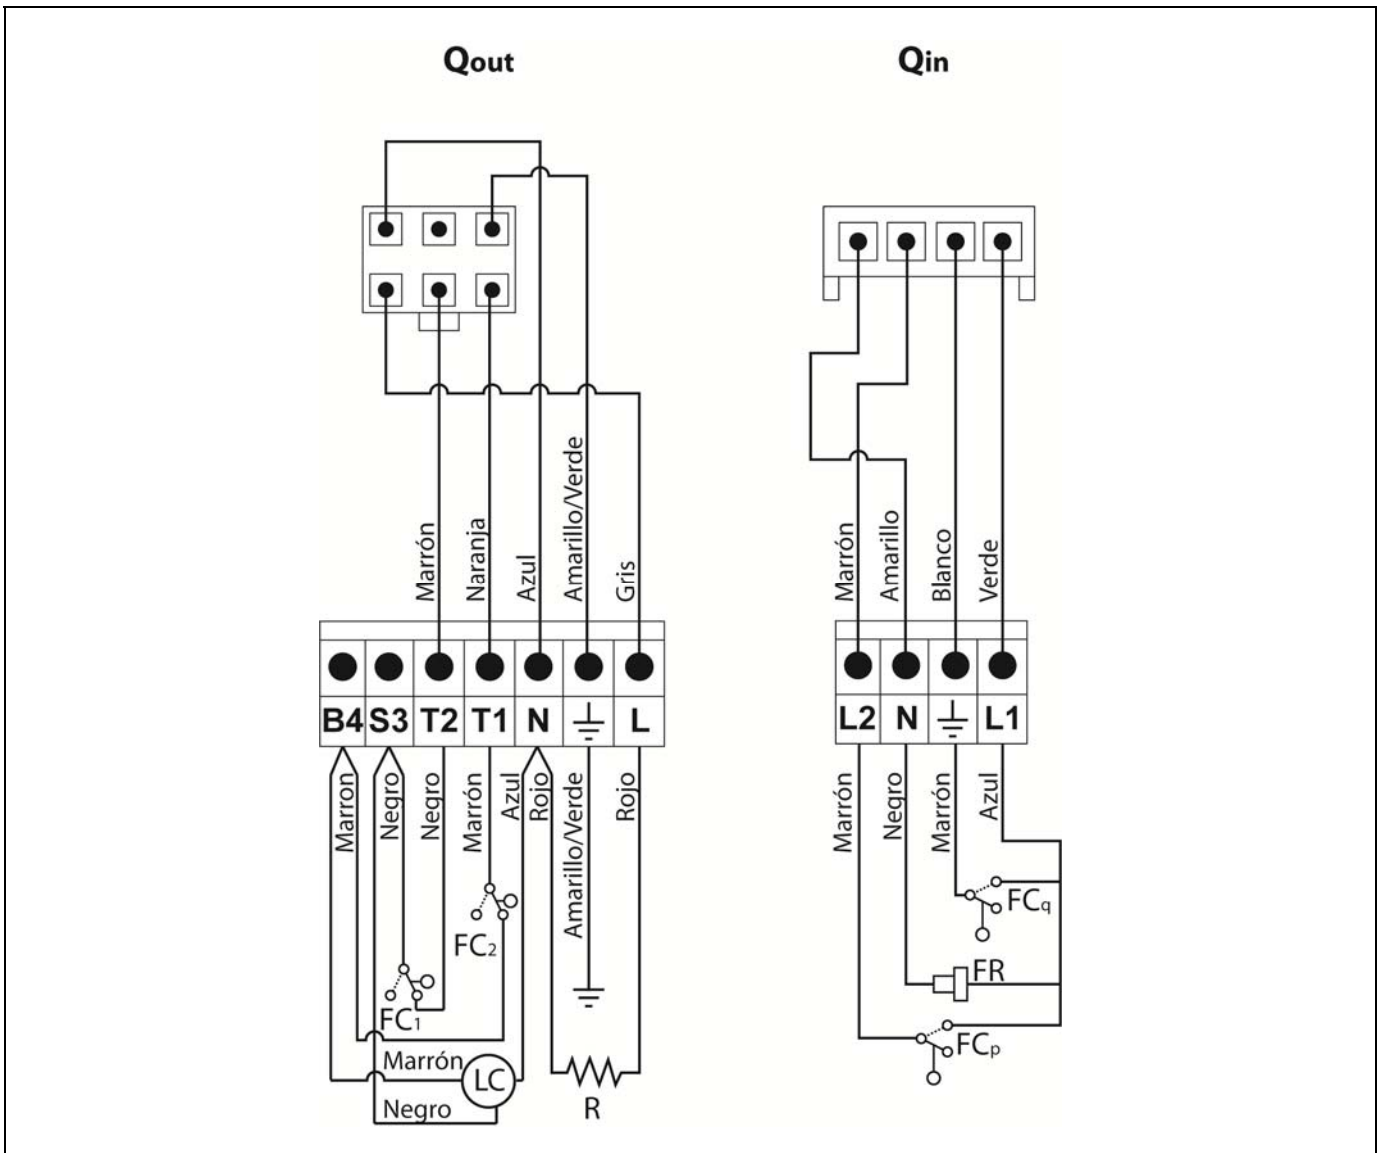 Qout
Qin
Marrón
Naranja
Azul
Amarillo/Verde
Gris
Marrón
Amarillo
Blanco
Verde
B4 S3 T2 T1 N L
L2 N L1
Marron
Negro
Negro
Marrón
Azul
Rojo
Amarillo/Verde
Rojo
Marrón
Negro
Marrón
Azul
FCq
FC2
FR
FC1
FCp
Marrón
LC
Negro
R